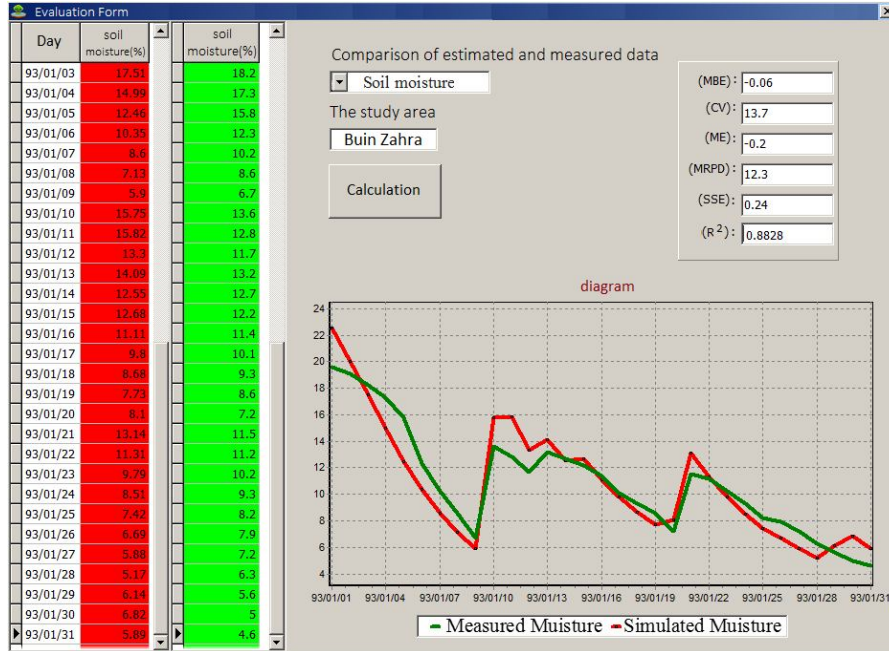 Evaluation Form
Day soil moisture(%) soil moisture(%)
93/01/03 17.51 18.2
93/01/04 14.99 17.3
93/01/05 12.46 15.8
93/01/06 10.35 12.3
93/01/07 8.6 10.2
93/01/08 7.13 8.6
93/01/09 5.9 6.7
93/01/10 15.75 13.6
93/01/11 15.82 12.8
93/01/12 13.3 11.7
93/01/13 14.09 13.2
93/01/14 12.55 12.7
93/01/15 12.68 12.2
93/01/16 11.11 11.4
93/01/17 9.8 10.1
93/01/18 8.68 9.3
93/01/19 7.73 8.6
93/01/20 8.1 7.2
93/01/21 13.14 11.5
93/01/22 11.31 11.2
93/01/23 9.79 10.2
93/01/24 8.51 9.3
93/01/25 7.42 8.2
93/01/26 6.69 7.9
93/01/27 5.88 7.2
93/01/28 5.17 6.3
93/01/29 6.14 5.6
93/01/30 6.82 5
93/01/31 5.89 4.6
Comparison of estimated and measured data
Soil moisture
The study area
Buin Zahra
Calculation
(MBE): -0.06
(CV): 13.7
(ME): -0.2
(MRPD): 12.3
(SSE): 0.24
(R²): 0.8828
diagram
24
22
20
18
16
14
12
10
8
6
4
93/01/01 93/01/04 93/01/07 93/01/10 93/01/13 93/01/16 93/01/19 93/01/22 93/01/25 93/01/28 93/01/31
Measured Muisture Simulated Muisture